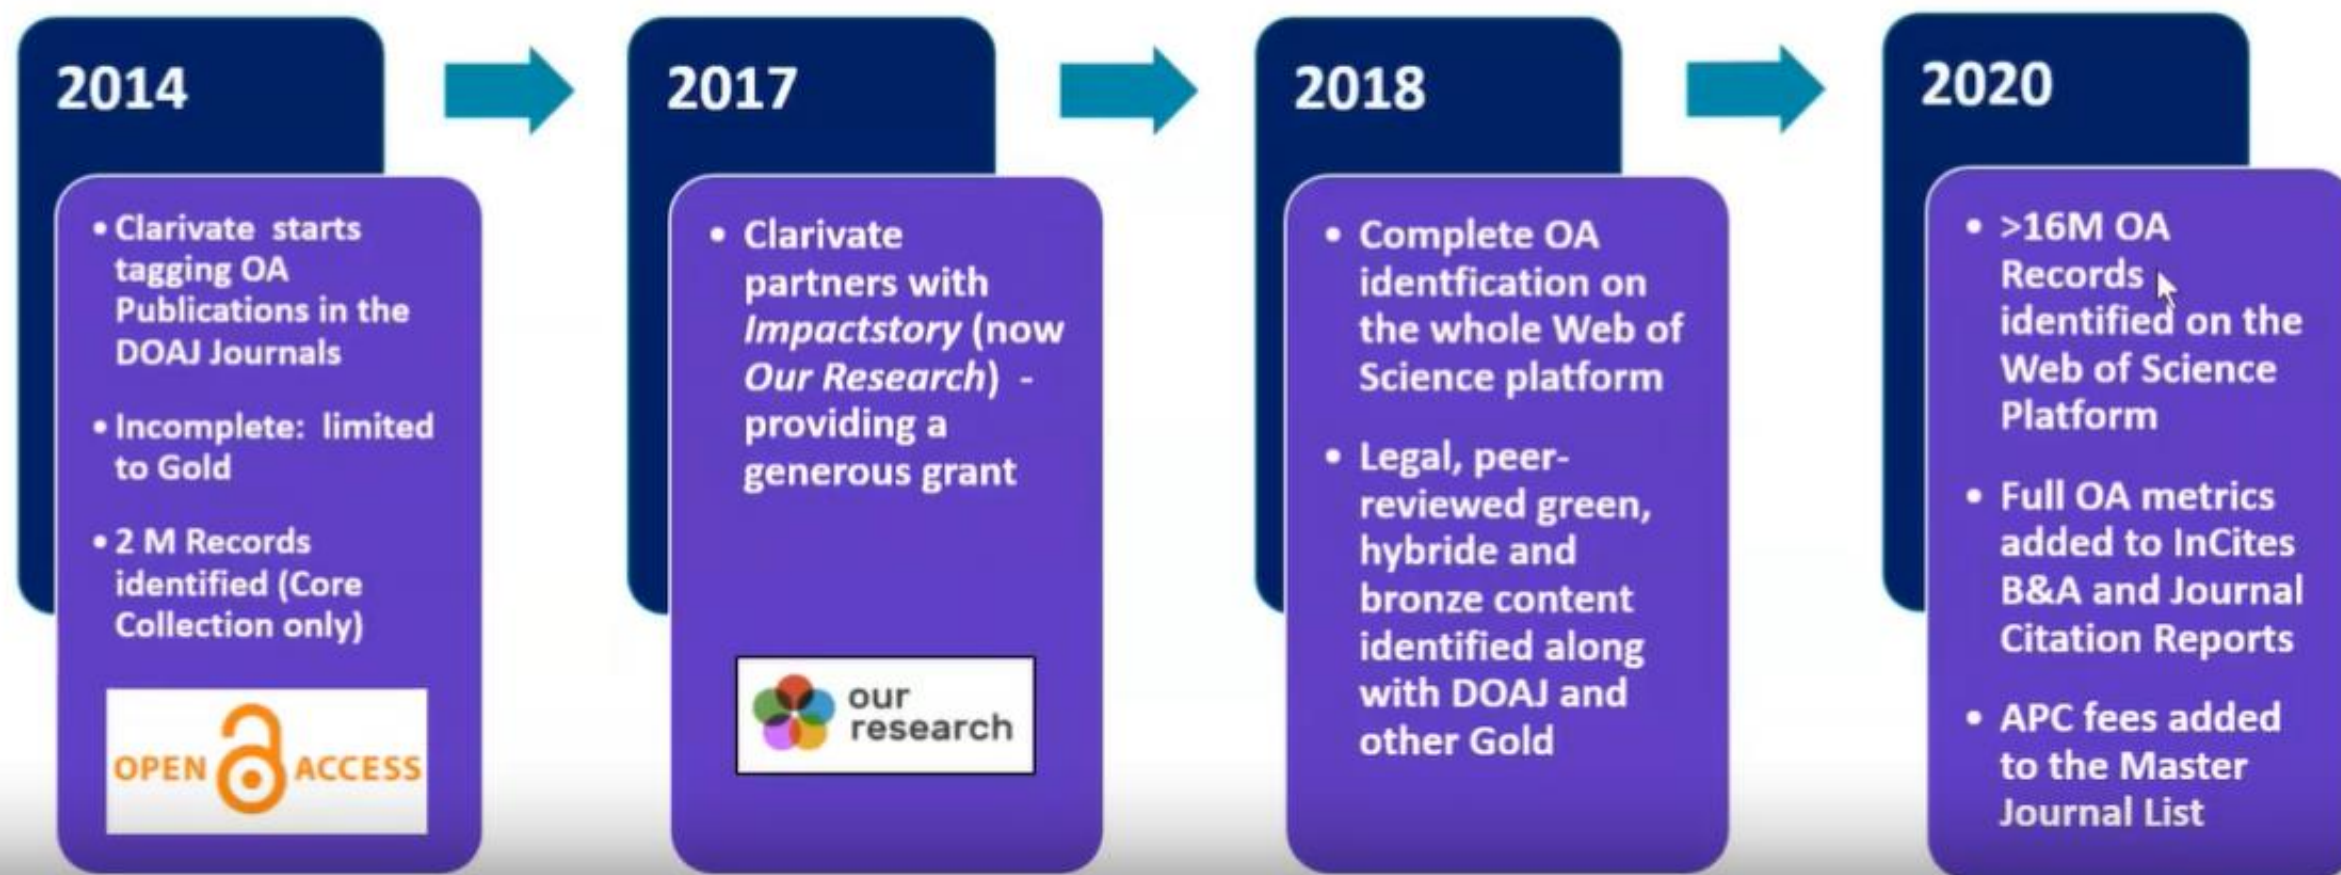 2014
• Clarivate starts
tagging OA
Publications in the
DOAJ Journals
• Incomplete: limited
to Gold
• 2 M Records
identified (Core
Collection only)
OPEN ACCESS
2017
• Clarivate
partners with
Impactstory (now
Our Research) -
providing a
generous grant
our
research
2018
• Complete OA
identfication on
the whole Web of
Science platform
• Legal, peer-
reviewed green,
hybride and
bronze content
identified along
with DOAJ and
other Gold
2020
• >16M OA
Records
identified on the
Web of Science
Platform
• Full OA metrics
added to InCites
B&A and Journal
Citation Reports
• APC fees added
to the Master
Journal List